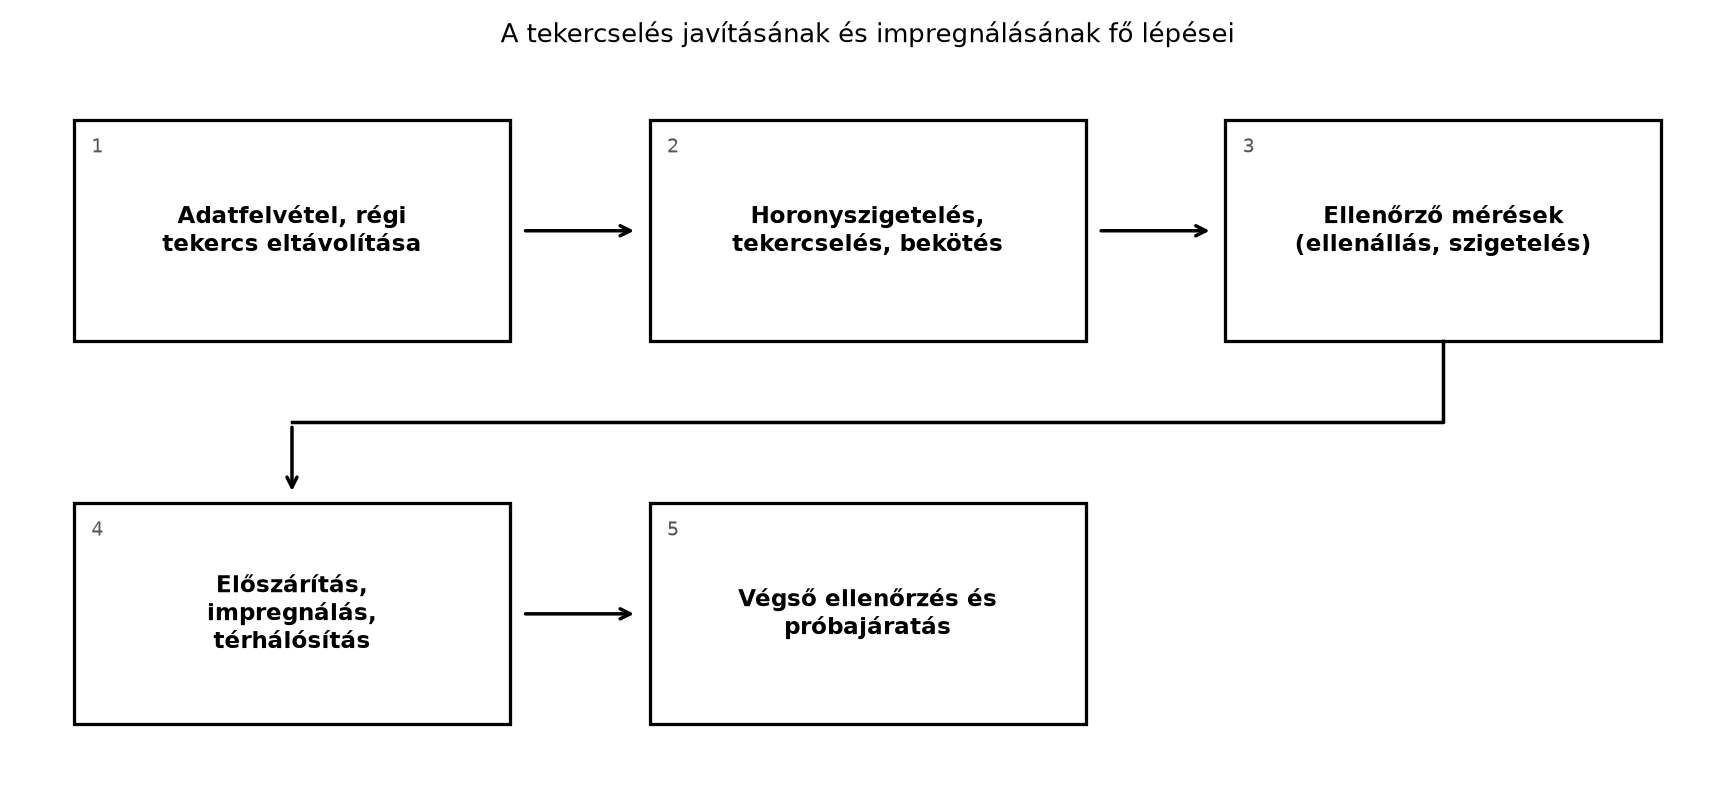 A tekercselés javításának és impregnálásának fő lépései
1
Adatfelvétel, régi
tekercs eltávolítása
2
Horonyszigetelés,
tekercselés, bekötés
3
Ellenőrző mérések
(ellenállás, szigetelés)
4
Előszárítás,
impregnálás,
térhálósítás
5
Végső ellenőrzés és
próbajáratás